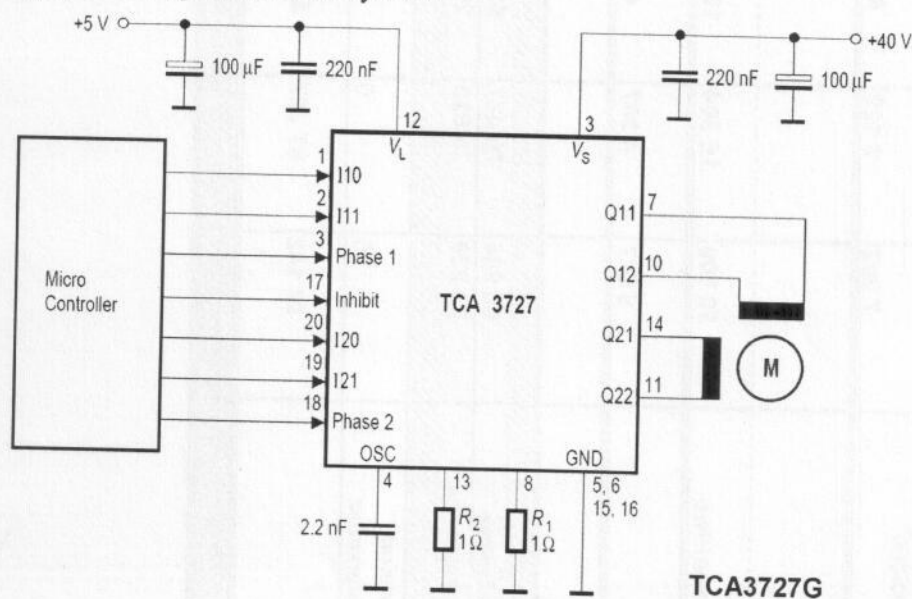 +5 V
+40 V
100 µF
220 nF
220 nF
100 µF
12
3
V_L
V_S
1
I10
2
I11
3
Phase 1
17
Inhibit
20
I20
19
I21
18
Phase 2
Micro
Controller
TCA 3727
7
Q11
10
Q12
14
Q21
11
Q22
M
OSC
GND
4
13
8
5, 6
15, 16
2.2 nF
R2
1 Ω
R1
1 Ω
TCA3727G